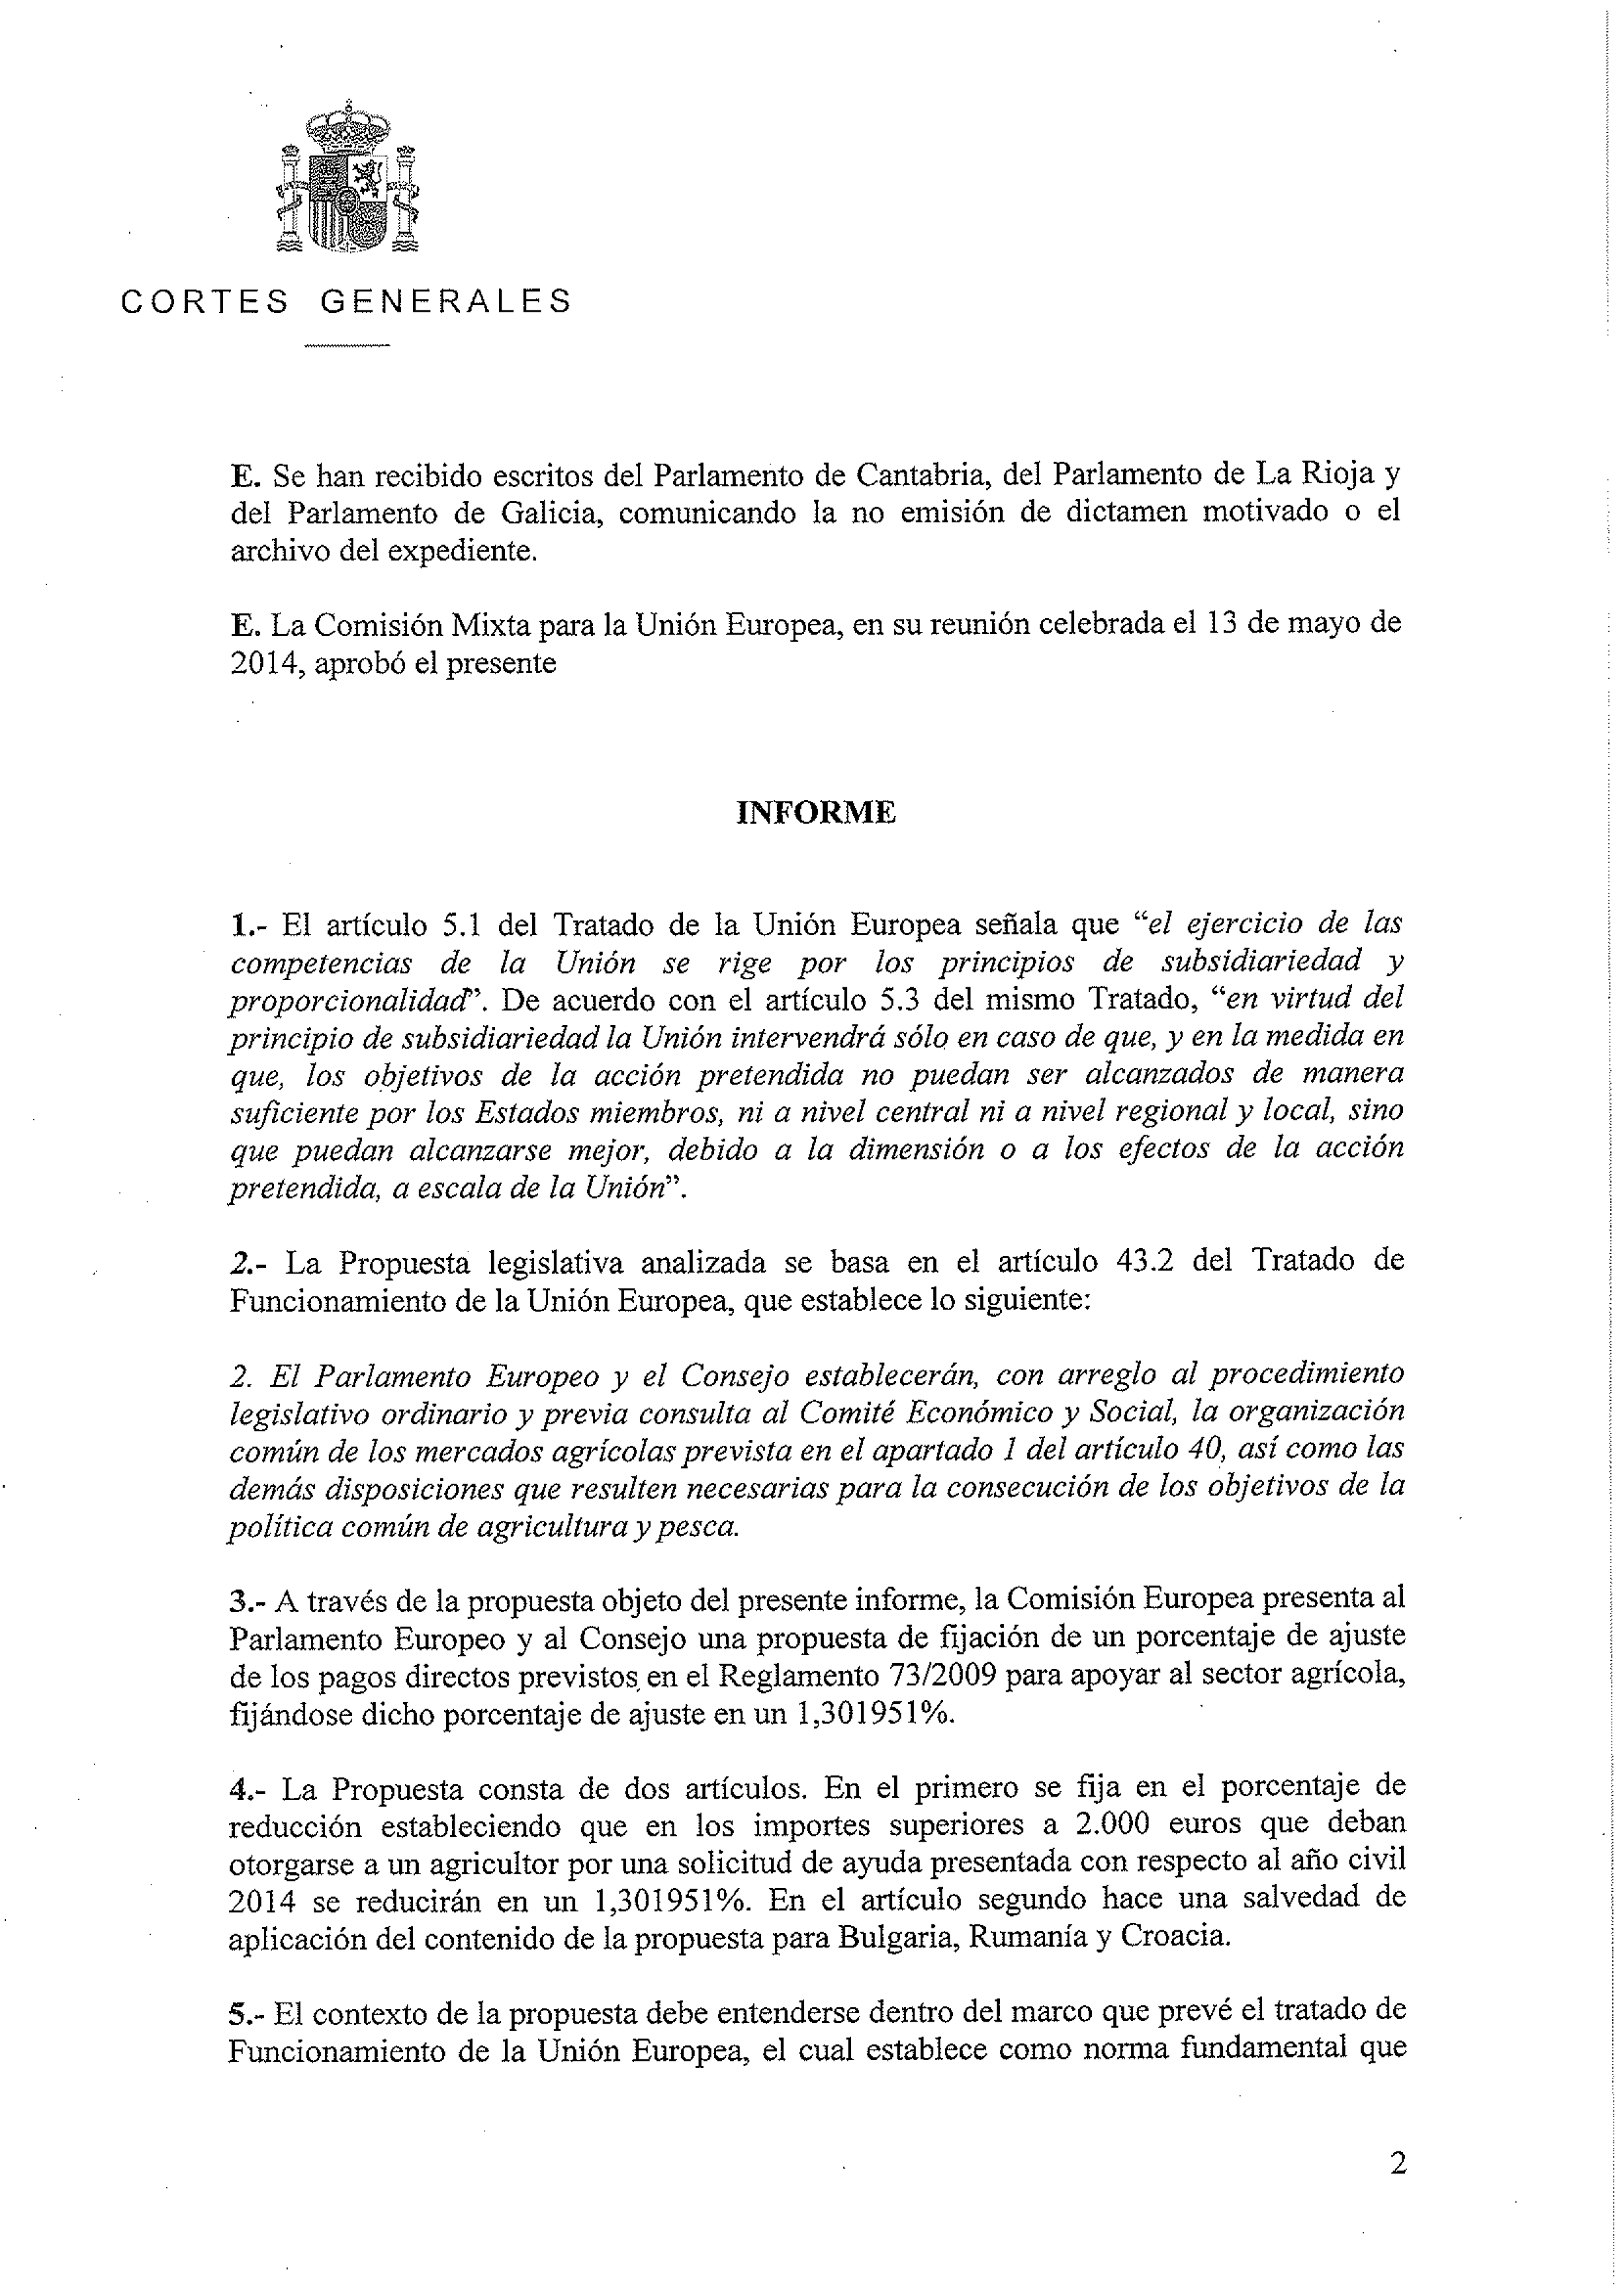 CORTES GENERALES
E. Se han recibido escritos del Parlamento de Cantabria, del Parlamento de La Rioja y
del Parlamento de Galicia, comunicando la no emisión de dictamen motivado o el
archivo del expediente.
E. La Comisión Mixta para la Unión Europea, en su reunión celebrada el 13 de mayo de
2014, aprobó el presente
INFORME
1.- El artículo 5.1 del Tratado de la Unión Europea señala que “el ejercicio de las
competencias de la Unión se rige por los principios de subsidiariedad y
proporcionalidad”. De acuerdo con el artículo 5.3 del mismo Tratado, “en virtud del
principio de subsidiariedad la Unión intervendrá sólo en caso de que, y en la medida en
que, los objetivos de la acción pretendida no puedan ser alcanzados de manera
suficiente por los Estados miembros, ni a nivel central ni a nivel regional y local, sino
que puedan alcanzarse mejor, debido a la dimensión o a los efectos de la acción
pretendida, a escala de la Unión”.
2.- La Propuesta legislativa analizada se basa en el artículo 43.2 del Tratado de
Funcionamiento de la Unión Europea, que establece lo siguiente:
2. El Parlamento Europeo y el Consejo establecerán, con arreglo al procedimiento
legislativo ordinario y previa consulta al Comité Económico y Social, la organización
común de los mercados agrícolas prevista en el apartado 1 del artículo 40, así como las
demás disposiciones que resulten necesarias para la consecución de los objetivos de la
política común de agricultura y pesca.
3.- A través de la propuesta objeto del presente informe, la Comisión Europea presenta al
Parlamento Europeo y al Consejo una propuesta de fijación de un porcentaje de ajuste
de los pagos directos previstos en el Reglamento 73/2009 para apoyar al sector agrícola,
fijándose dicho porcentaje de ajuste en un 1,301951%.
4.- La Propuesta consta de dos artículos. En el primero se fija en el porcentaje de
reducción estableciendo que en los importes superiores a 2.000 euros que deban
otorgarse a un agricultor por una solicitud de ayuda presentada con respecto al año civil
2014 se reducirán en un 1,301951%. En el artículo segundo hace una salvedad de
aplicación del contenido de la propuesta para Bulgaria, Rumanía y Croacia.
5.- El contexto de la propuesta debe entenderse dentro del marco que prevé el tratado de
Funcionamiento de la Unión Europea, el cual establece como norma fundamental que
2